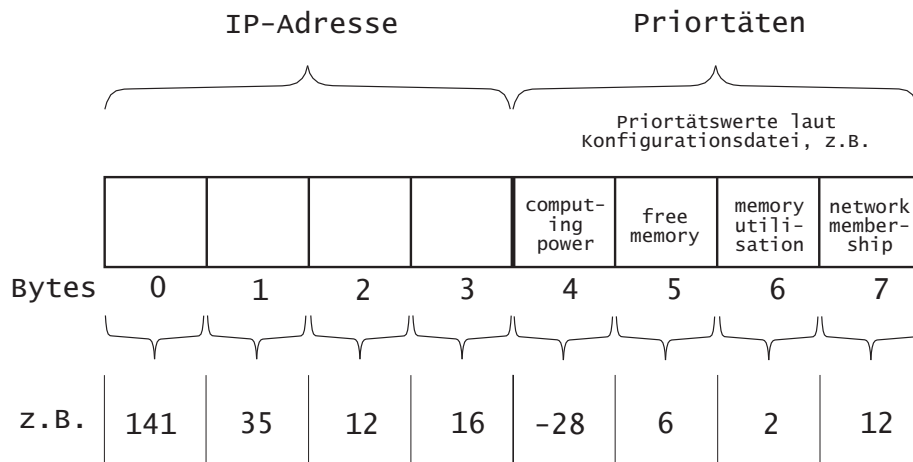 IP-Adresse Priortäten
Priortätswerte laut
Konfigurationsdatei, z.B.
comput-
ing
power
free
memory
memory
utili-
sation
network
member-
ship
Bytes 0 1 2 3 4 5 6 7
z.B. 141 35 12 16 -28 6 2 12